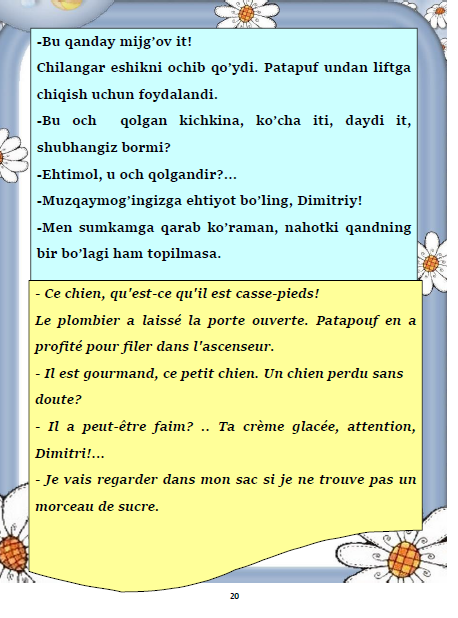 -Bu qanday mijg’ov it!
Chilangar eshikni ochib qo’ydi. Patapuf undan liftga
chiqish uchun foydalandi.
-Bu och qolgan kichkina, ko’cha iti, daydi it,
shubhangiz bormi?
-Ehtimol, u och qolgandir?...
-Muzqaymog’ingizga ehtiyot bo’ling, Dimitriy!
-Men sumkamga qarab ko’raman, nahotki qandning
bir bo’lagi ham topilmasa.
- Ce chien, qu'est-ce qu'il est casse-pieds!
Le plombier a laissé la porte ouverte. Patapouf en a
profité pour filer dans l'ascenseur.
- Il est gourmand, ce petit chien. Un chien perdu sans
doute?
- Il a peut-être faim? .. Ta crème glacée, attention,
Dimitri!...
- Je vais regarder dans mon sac si je ne trouve pas un
morceau de sucre.
20